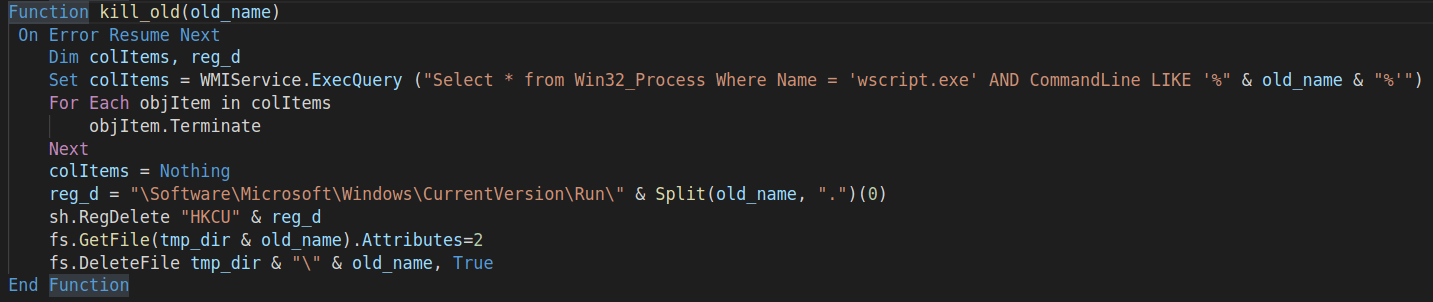 Function kill_old(old_name)
On Error Resume Next
Dim colItems, reg_d
Set colItems = WMIService.ExecQuery ("Select * from Win32_Process Where Name = 'wscript.exe' AND CommandLine LIKE '%" & old_name & "%'")
For Each objItem in colItems
objItem.Terminate
Next
colItems = Nothing
reg_d = "\Software\Microsoft\Windows\CurrentVersion\Run\" & Split(old_name, ".")(0)
sh.RegDelete "HKCU" & reg_d
fs.GetFile(tmp_dir & old_name).Attributes=2
fs.DeleteFile tmp_dir & "\" & old_name, True
End Function